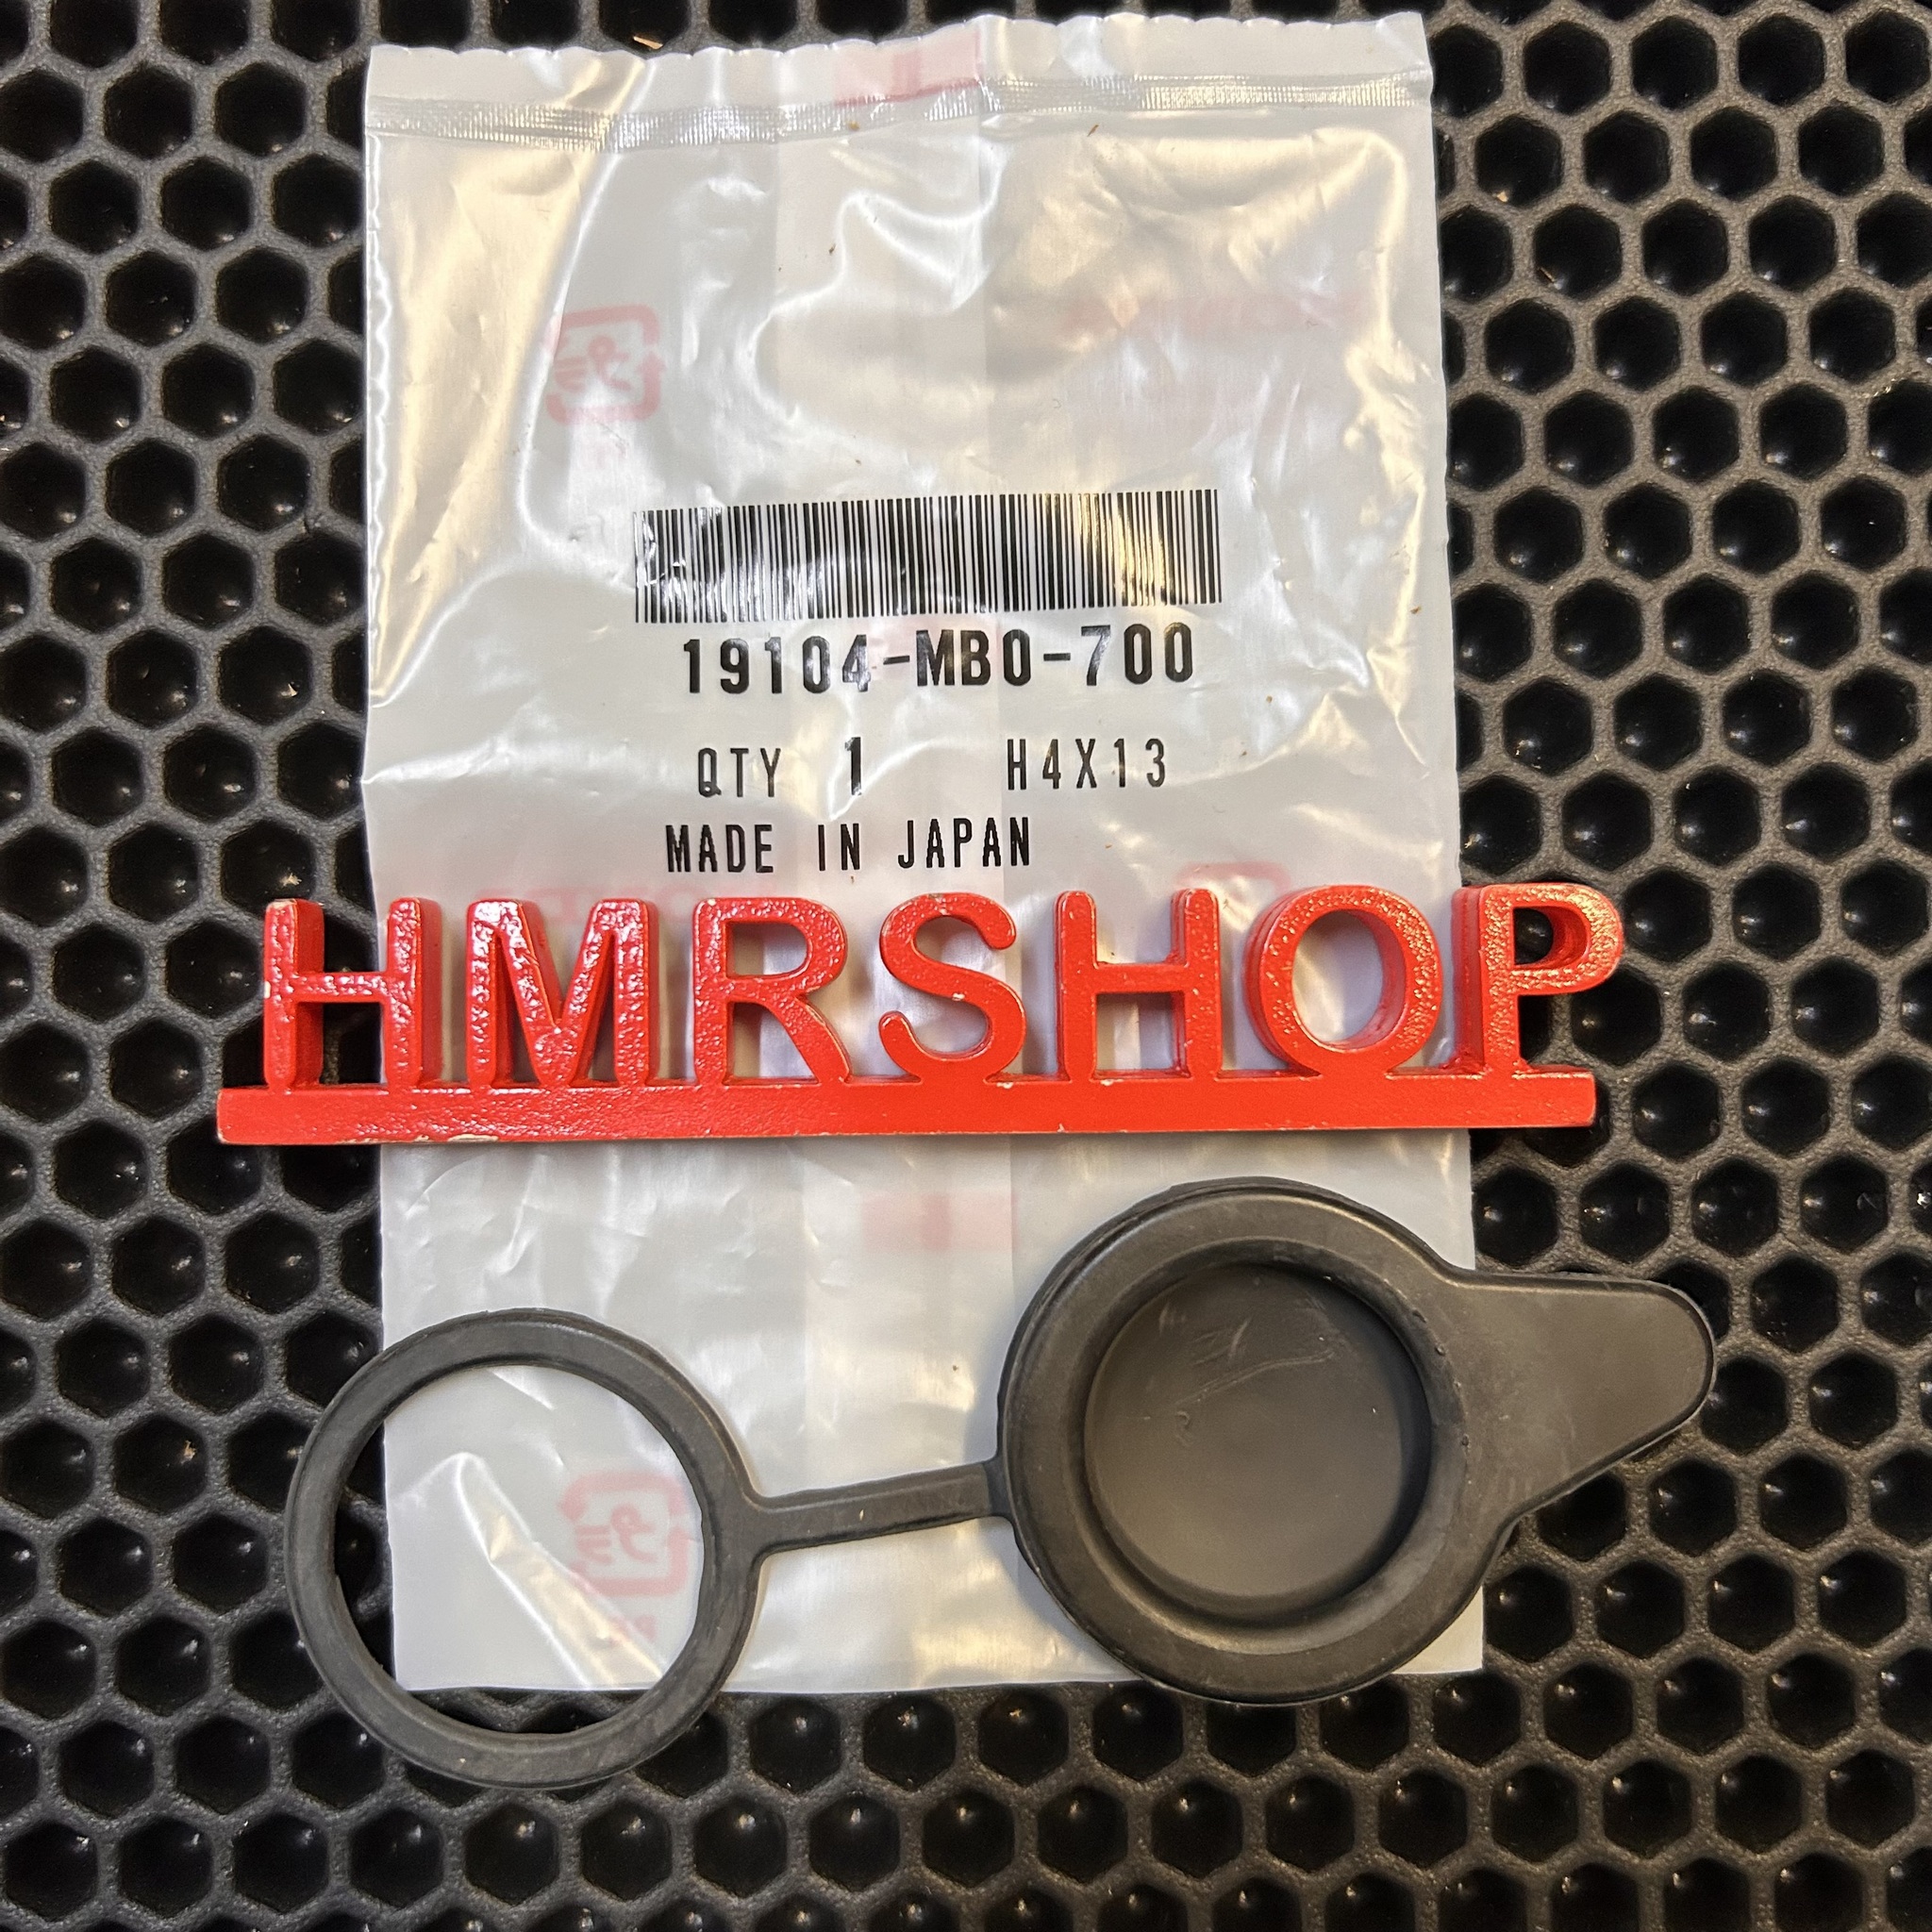 19104-MB0-700
QTY 1 H4X13
MADE IN JAPAN
HMRSHOP